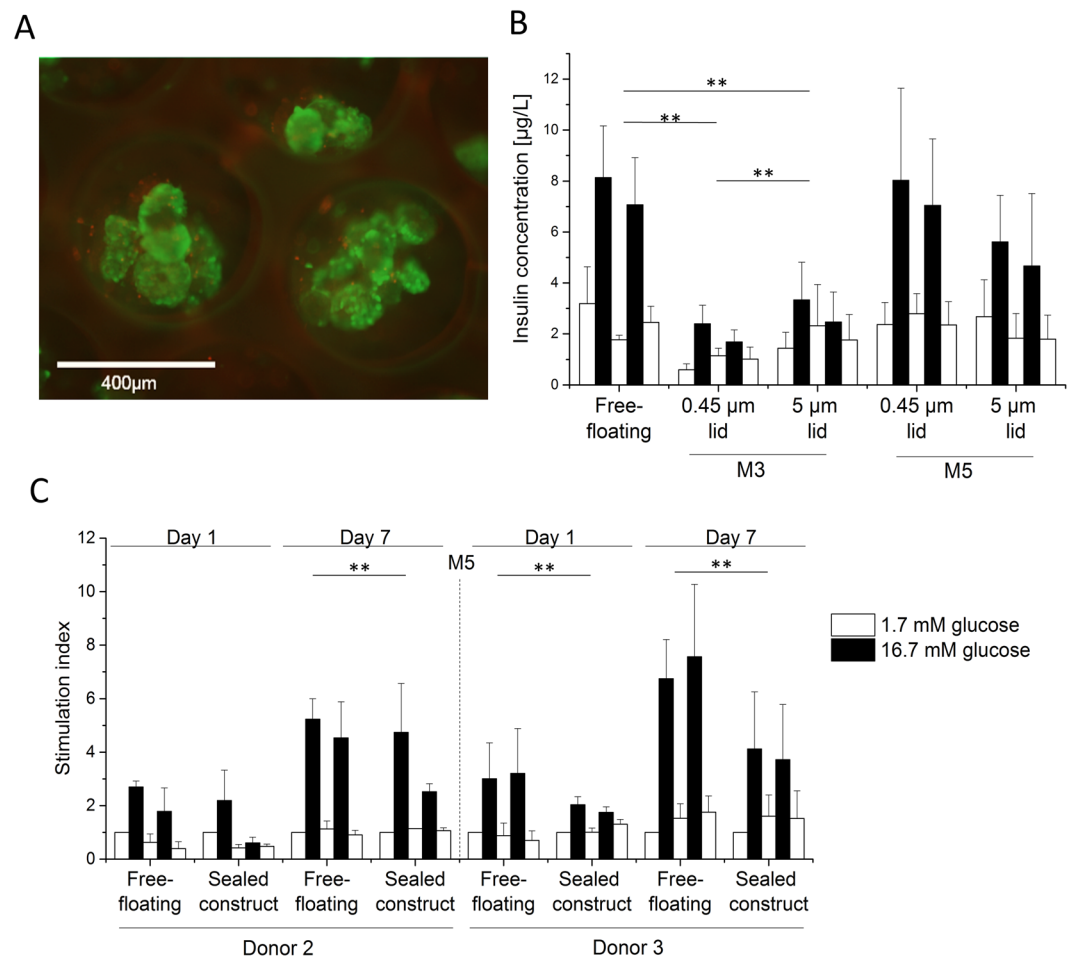 A
400μm
B
Insulin concentration [μg/L]
12
10
8
6
4
2
0
**
**
**
Free-
floating
0.45 μm
lid
5 μm
lid
0.45 μm
lid
5 μm
lid
M3
M5
C
Stimulation index
12
10
8
6
4
2
0
Day 1
Day 7
Day 1
Day 7
M5
**
**
**
1.7 mM glucose
16.7 mM glucose
Free-
floating
Sealed
construct
Free-
floating
Sealed
construct
Free-
floating
Sealed
construct
Free-
floating
Sealed
construct
Donor 2
Donor 3